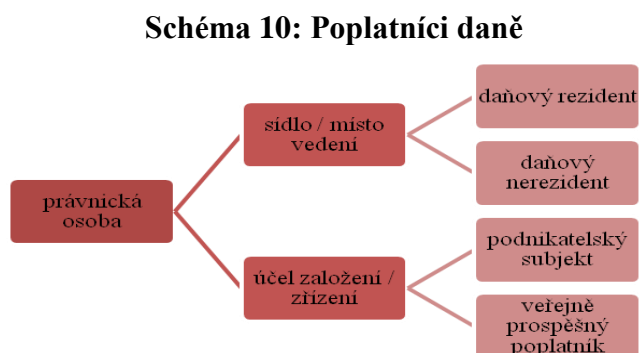 Schéma 10: Poplatníci daně
daňový rezident
sídlo / místo
vedení
daňový
nerezident
právnická
osoba
podnikatelský
subjekt
účel založení /
zřízení
veřejně
prospěšný
poplatník